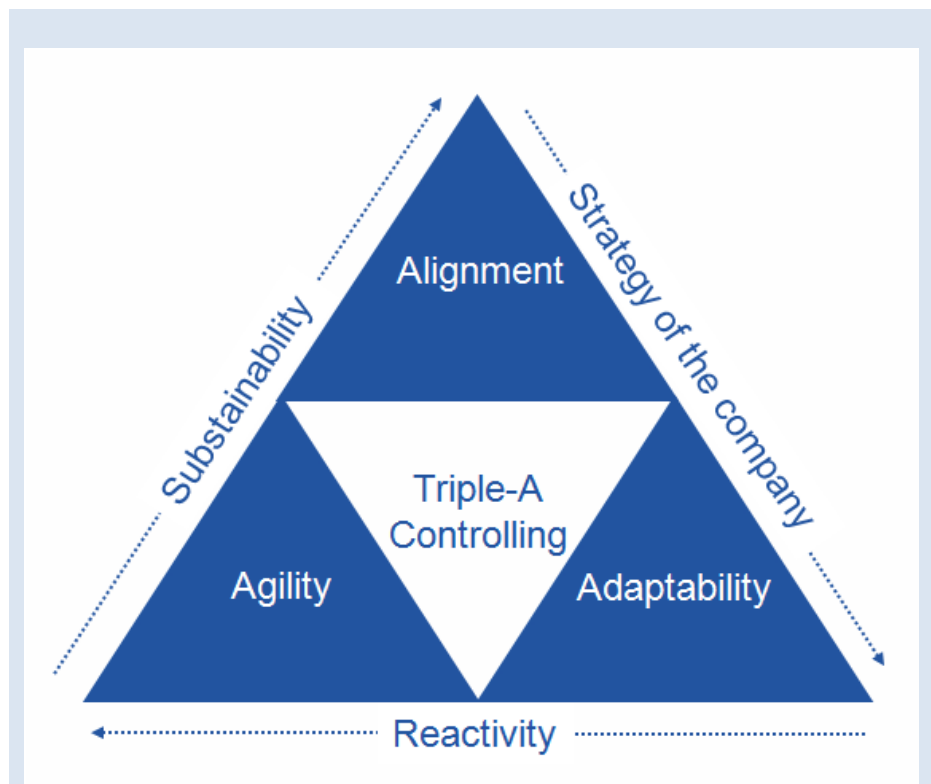 Alignment
Substainability
Strategy of the company
Triple-A
Controlling
Agility
Adaptability
Reactivity